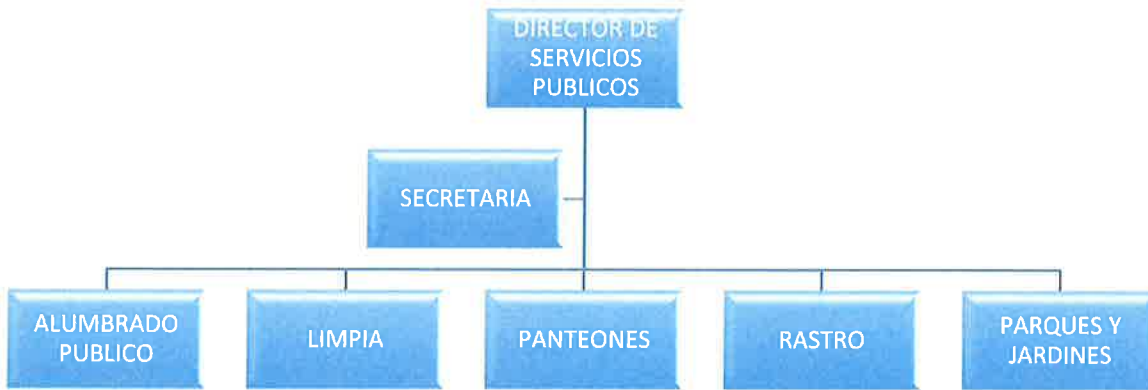 DIRECTOR DE
SERVICIOS
PUBLICOS
SECRETARIA
ALUMBRADO
PUBLICO
LIMPIA
PANTEONES
RASTRO
PARQUES Y
JARDINES